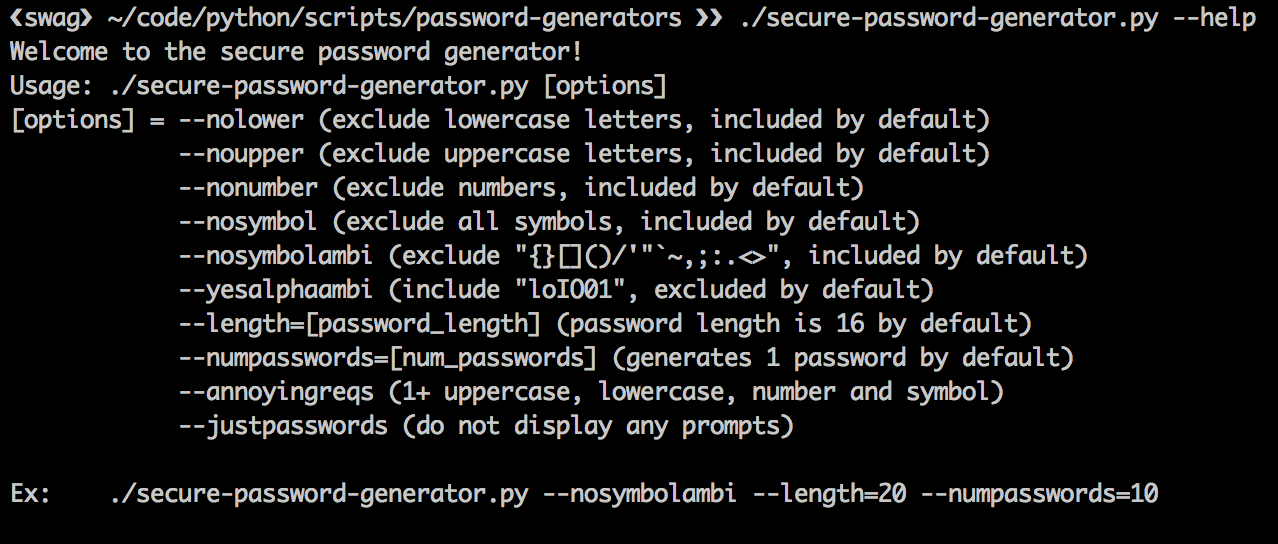 ❮swag❯ ~/code/python/scripts/password-generators ❯❯ ./secure-password-generator.py --help
Welcome to the secure password generator!
Usage: ./secure-password-generator.py [options]
[options] = --nolower (exclude lowercase letters, included by default)
--noupper (exclude uppercase letters, included by default)
--nonumber (exclude numbers, included by default)
--nosymbol (exclude all symbols, included by default)
--nosymbolambi (exclude "{}[]()/'"`~,;:.<>", included by default)
--yesalphaambi (include "loIO01", excluded by default)
--length=[password_length] (password length is 16 by default)
--numpasswords=[num_passwords] (generates 1 password by default)
--annoyingreqs (1+ uppercase, lowercase, number and symbol)
--justpasswords (do not display any prompts)
Ex: ./secure-password-generator.py --nosymbolambi --length=20 --numpasswords=10